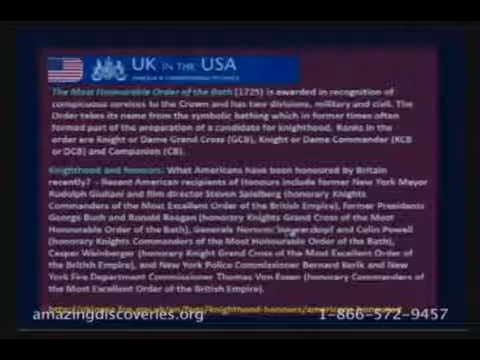 UK IN THE USA
The Most Honourable Order of the Bath (1725) is awarded in recognition of
conspicuous services to the Crown and has two divisions, military and civil. The
Order takes its name from the symbolic bathing which in former times often
often formed part of the preparation of a candidate for knighthood. Ranks in the
order are Knight or Dame Grand Cross (GCB), Knight or Dame Commander (KCB
or DCB) and Companion (CB).
Knighthood and honours: What Americans have been honoured by Britain
recently? - Recent American recipients of Honours include former New York Mayor
Rudolph Giuliani and film director Steven Spielberg (honorary Knights
Commanders of the Most Excellent Order of the British Empire), former Presidents
George Bush and Ronald Reagan (honorary Knights Grand Cross of the Most
Honourable Order of the Bath), Generals Norman Schwarzkopf and Colin Powell
(honorary Knights Commanders of the Most Honourable Order of the Bath),
Casper Weinberger (honorary Knight Grand Cross of the Most Excellent Order of
the British Empire), and New York Police Commissioner Bernard Kerik and New
York Fire Department Commissioner Thomas Von Essen (honorary Commanders
of the Most Excellent Order of the British Empire).
amazingdiscoveries.org 1-866-572-9457